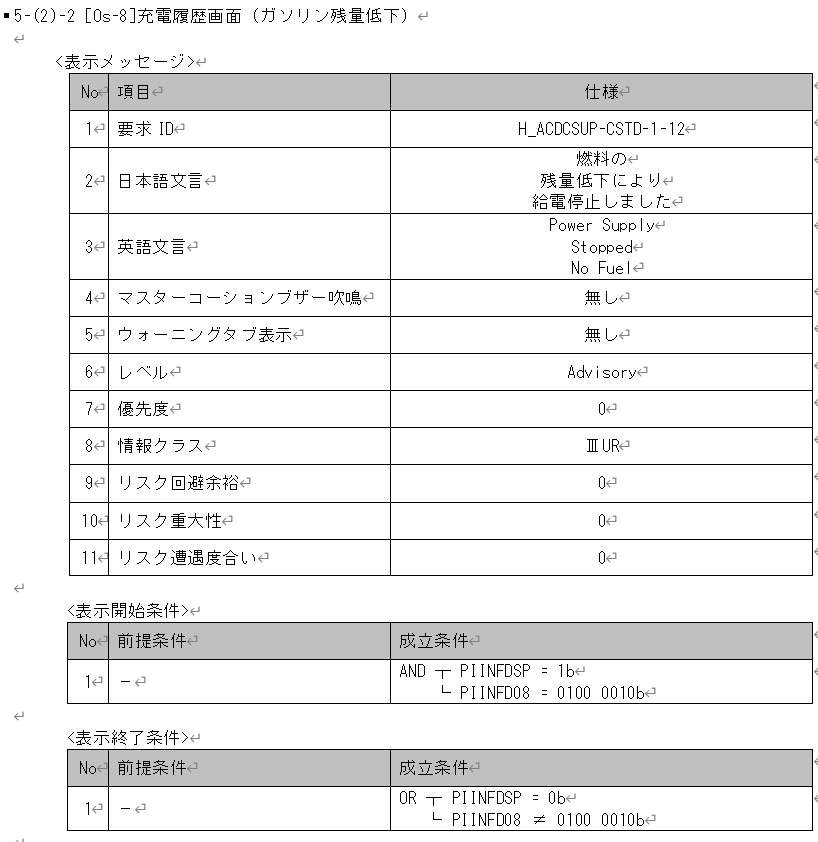 ▪5-(2)-2 [Os-8]充電履歴画面（ガソリン残量低下）↵
↵
<表示メッセージ>↵
No↵ 項目↵ 仕様↵
1↵ 要求 ID↵ H_ACDCSUP-CSTD-1-12↵
2↵ 日本語文言↵ 燃料の↵
残量低下により↵
給電停止しました↵
3↵ 英語文言↵ Power Supply↵
Stopped↵
No Fuel↵
4↵ マスターコーションブザー吹鳴↵ 無し↵
5↵ ウォーニングタブ表示↵ 無し↵
6↵ レベル↵ Advisory↵
7↵ 優先度↵ 0↵
8↵ 情報クラス↵ ⅢUR↵
9↵ リスク回避余裕↵ 0↵
10↵ リスク重大性↵ 0↵
11↵ リスク遭遇度合い↵ 0↵
↵
<表示開始条件>↵
No↵ 前提条件↵ 成立条件↵
1↵ －↵ AND ┬ PIINFDSP = 1b↵
└ PIINFD08 = 0100 0010b↵
↵
<表示終了条件>↵
No↵ 前提条件↵ 成立条件↵
1↵ －↵ OR ┬ PIINFDSP = 0b↵
└ PIINFD08 ≠ 0100 0010b↵